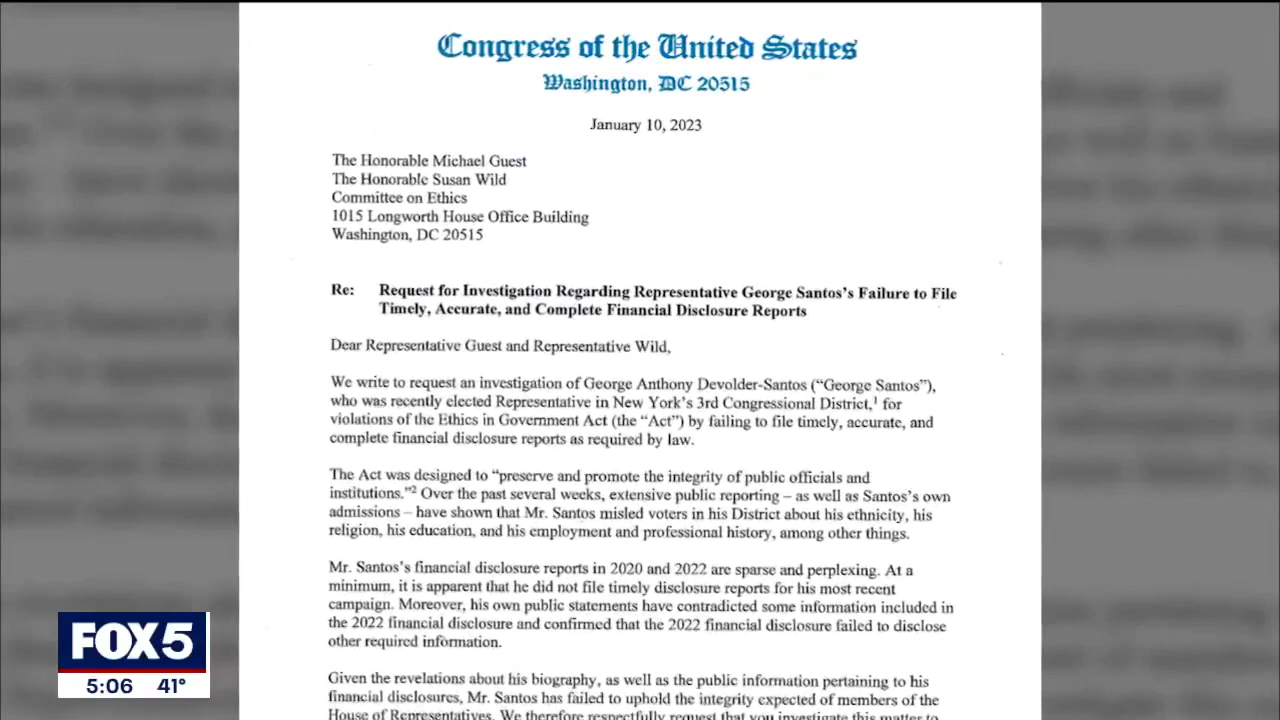 Congress of the United States
Washington, DC 20515
January 10, 2023
The Honorable Michael Guest
The Honorable Susan Wild
Committee on Ethics
1015 Longworth House Office Building
Washington, DC 20515
Re: Request for Investigation Regarding Representative George Santos's Failure to File
Timely, Accurate, and Complete Financial Disclosure Reports
Dear Representative Guest and Representative Wild,
We write to request an investigation of George Anthony Devolder-Santos (“George Santos”),
who was recently elected Representative in New York's 3rd Congressional District,¹ for
violations of the Ethics in Government Act (the “Act”) by failing to file timely, accurate, and
complete financial disclosure reports as required by law.
The Act was designed to “preserve and promote the integrity of public officials and
institutions.”² Over the past several weeks, extensive public reporting – as well as Santos's own
admissions – have shown that Mr. Santos misled voters in his District about his ethnicity, his
religion, his education, and his employment and professional history, among other things.
Mr. Santos's financial disclosure reports in 2020 and 2022 are sparse and perplexing. At a
minimum, it is apparent that he did not file timely disclosure reports for his most recent
campaign. Moreover, his own public statements have contradicted some information included in
the 2022 financial disclosure and confirmed that the 2022 financial disclosure failed to disclose
other required information.
Given the revelations about his biography, as well as the public information pertaining to his
financial disclosures, Mr. Santos has failed to uphold the integrity expected of members of the
House of Representatives. We therefore respectfully request that you investigate this matter to
FOX5
5:06 41°